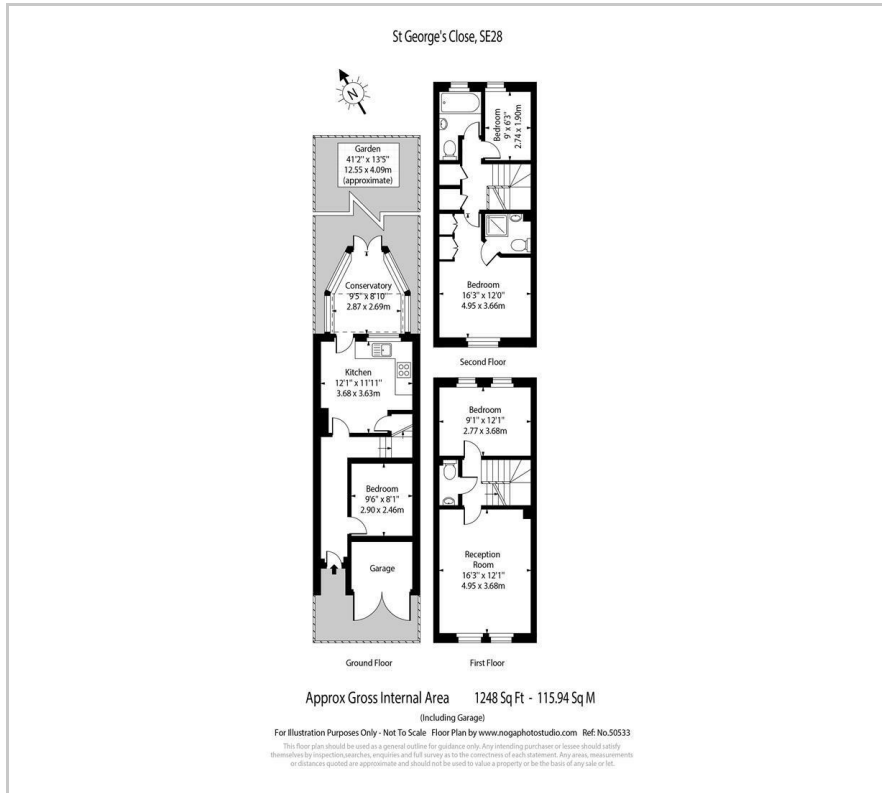 St George's Close, SE28
N
Garden
41'2" x 13'5"
12.55 x 4.09m
(approximate)
Conservatory
9'5" x 8'10'
2.87 x 2.69m
Kitchen
12'1" x 11'11"
3.68 x 3.63m
Bedroom
9'6" x 8'1"
2.90 x 2.46m
Garage
Ground Floor
Bedroom
9' x 6'3"
2.74 x 1.90m
Bedroom
16'3" x 12'0"
4.95 x 3.66m
Second Floor
Bedroom
9'1" x 12'1"
2.77 x 3.68m
Reception
Room
16'3" x 12'1"
4.95 x 3.68m
First Floor
Approx Gross Internal Area 1248 Sq Ft - 115.94 Sq M
(Including Garage)
For Illustration Purposes Only - Not To Scale Floor Plan by www.nogaphotostudio.com Ref: No.50533
This floor plan should be used as a general outline for guidance only. Any intending purchaser or lessee should satisfy
themselves by inspection,searches, enquiries and full survey as to the correctness of each statement. Any areas, measurements
or distances quoted are approximate and should not be used to value a property or be the basis of any sale or let.